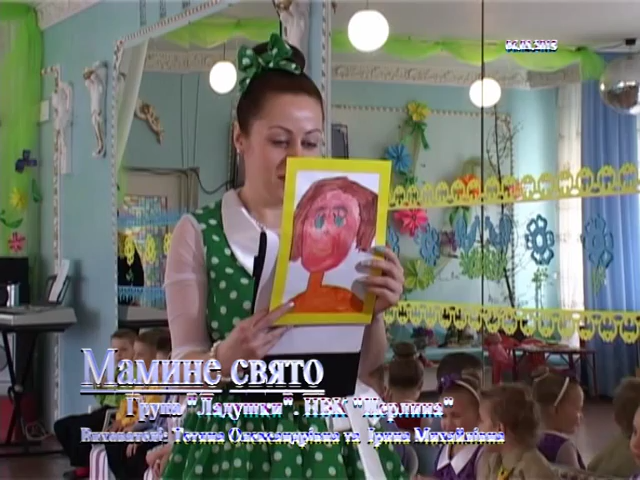 Мамине свято
Група "Ладушки". НВК "Перлина"
Вихователі: Тетяна Олександрівна та Ірина Михайлівна